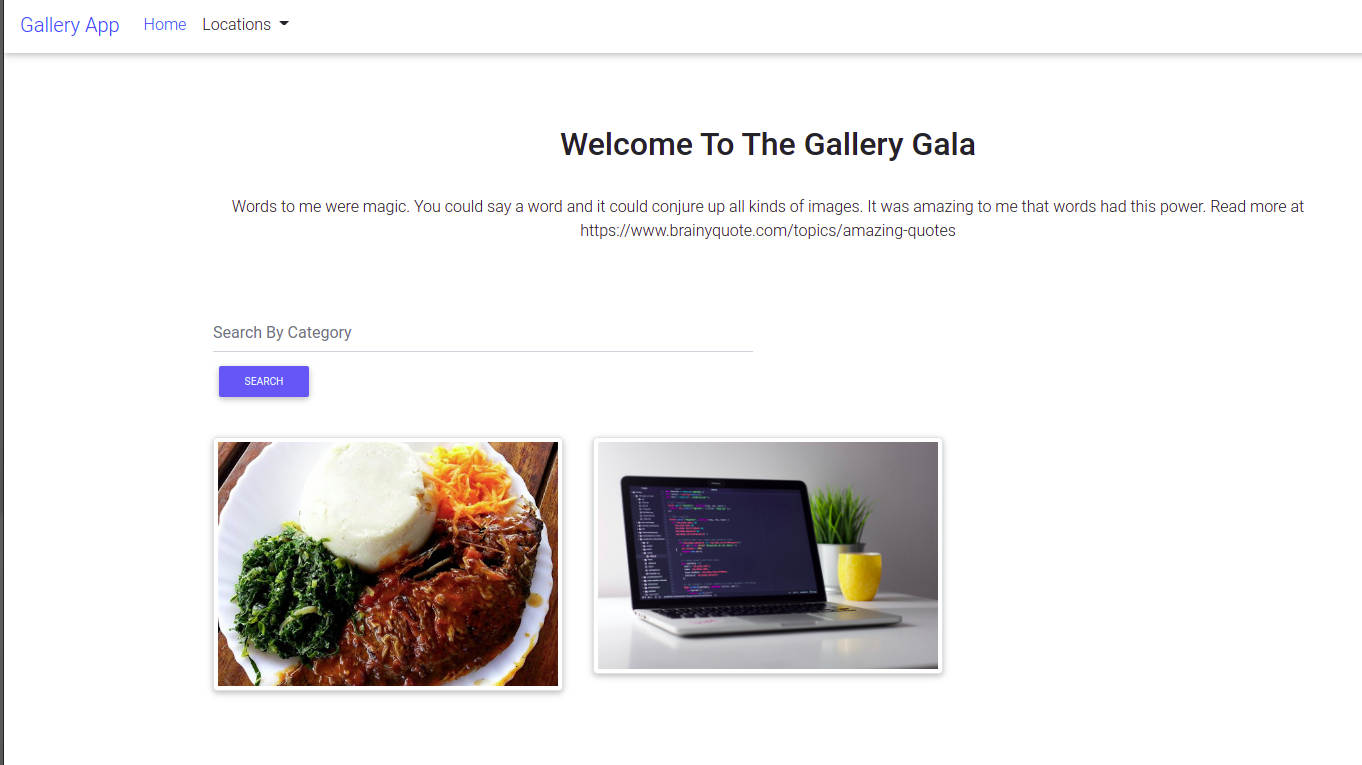 Gallery App Home Locations
Welcome To The Gallery Gala
Words to me were magic. You could say a word and it could conjure up all kinds of images. It was amazing to me that words had this power. Read more at
https://www.brainyquote.com/topics/amazing-quotes
Search By Category
SEARCH